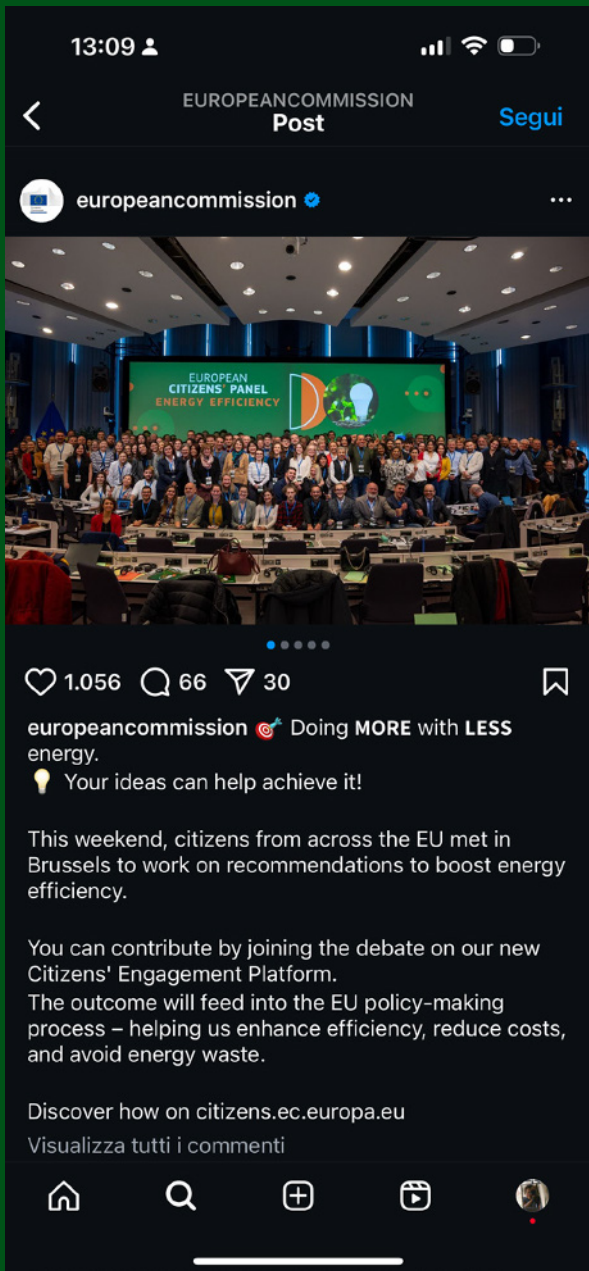 13:09
EUROPEANCOMMISSION
Post
Segui
europeancommission
EUROPEAN
CITIZENS' PANEL
ENERGY EFFICIENCY
1.056 66 30
europeancommission 🎯 Doing MORE with LESS
energy.
💡 Your ideas can help achieve it!
This weekend, citizens from across the EU met in
Brussels to work on recommendations to boost energy
efficiency.
You can contribute by joining the debate on our new
Citizens' Engagement Platform.
The outcome will feed into the EU policy-making
process – helping us enhance efficiency, reduce costs,
and avoid energy waste.
Discover how on citizens.ec.europa.eu
Visualizza tutti i commenti